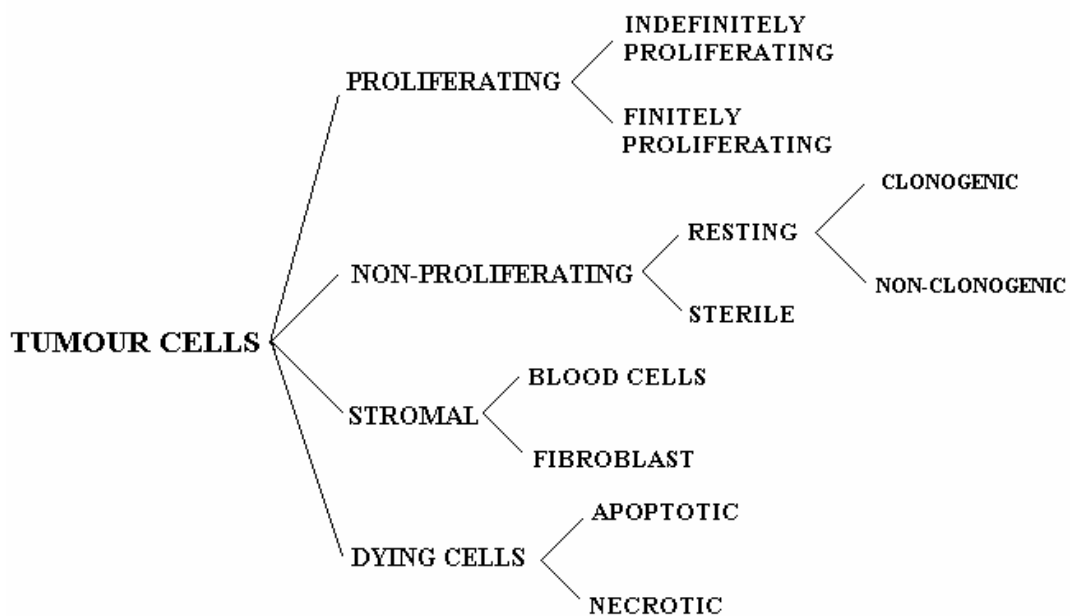 INDEFINITELY
PROLIFERATING
PROLIFERATING
FINITELY
PROLIFERATING
CLONOGENIC
RESTING
NON-PROLIFERATING
NON-CLONOGENIC
STERILE
TUMOUR CELLS
BLOOD CELLS
STROMAL
FIBROBLAST
APOPTOTIC
DYING CELLS
NECROTIC